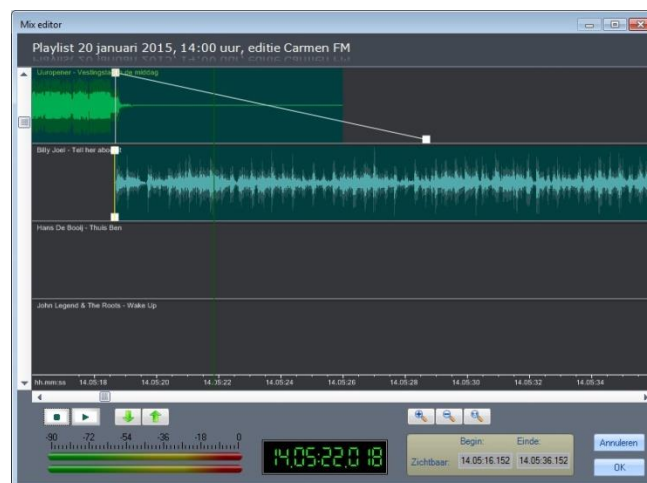 Mix editor
Playlist 20 januari 2015, 14:00 uur, editie Carmen FM
Uuropener - Vestingstad de middag
Billy Joel - Tell her about it
Hans De Booij - Thuis Ben
John Legend & The Roots - Wake Up
hh.mm:ss 14.05:18 14.05:20 14.05:22 14.05:24 14.05:26 14.05:28 14.05:30 14.05:32 14.05:34
-90 -72 -54 -36 -18 0
14.05:22.018
Begin: Einde:
Zichtbaar: 14.05:16.152 14.05:36.152
Annuleren
OK